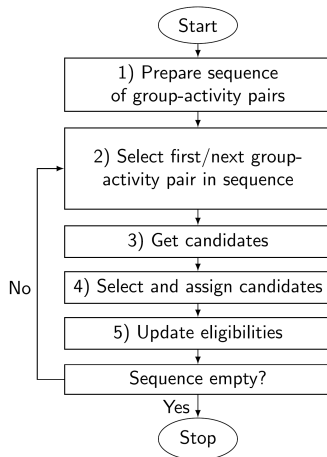 Start
1) Prepare sequence
of group-activity pairs
2) Select first/next group-
activity pair in sequence
3) Get candidates
4) Select and assign candidates
5) Update eligibilities
Sequence empty?
No
Yes
Stop